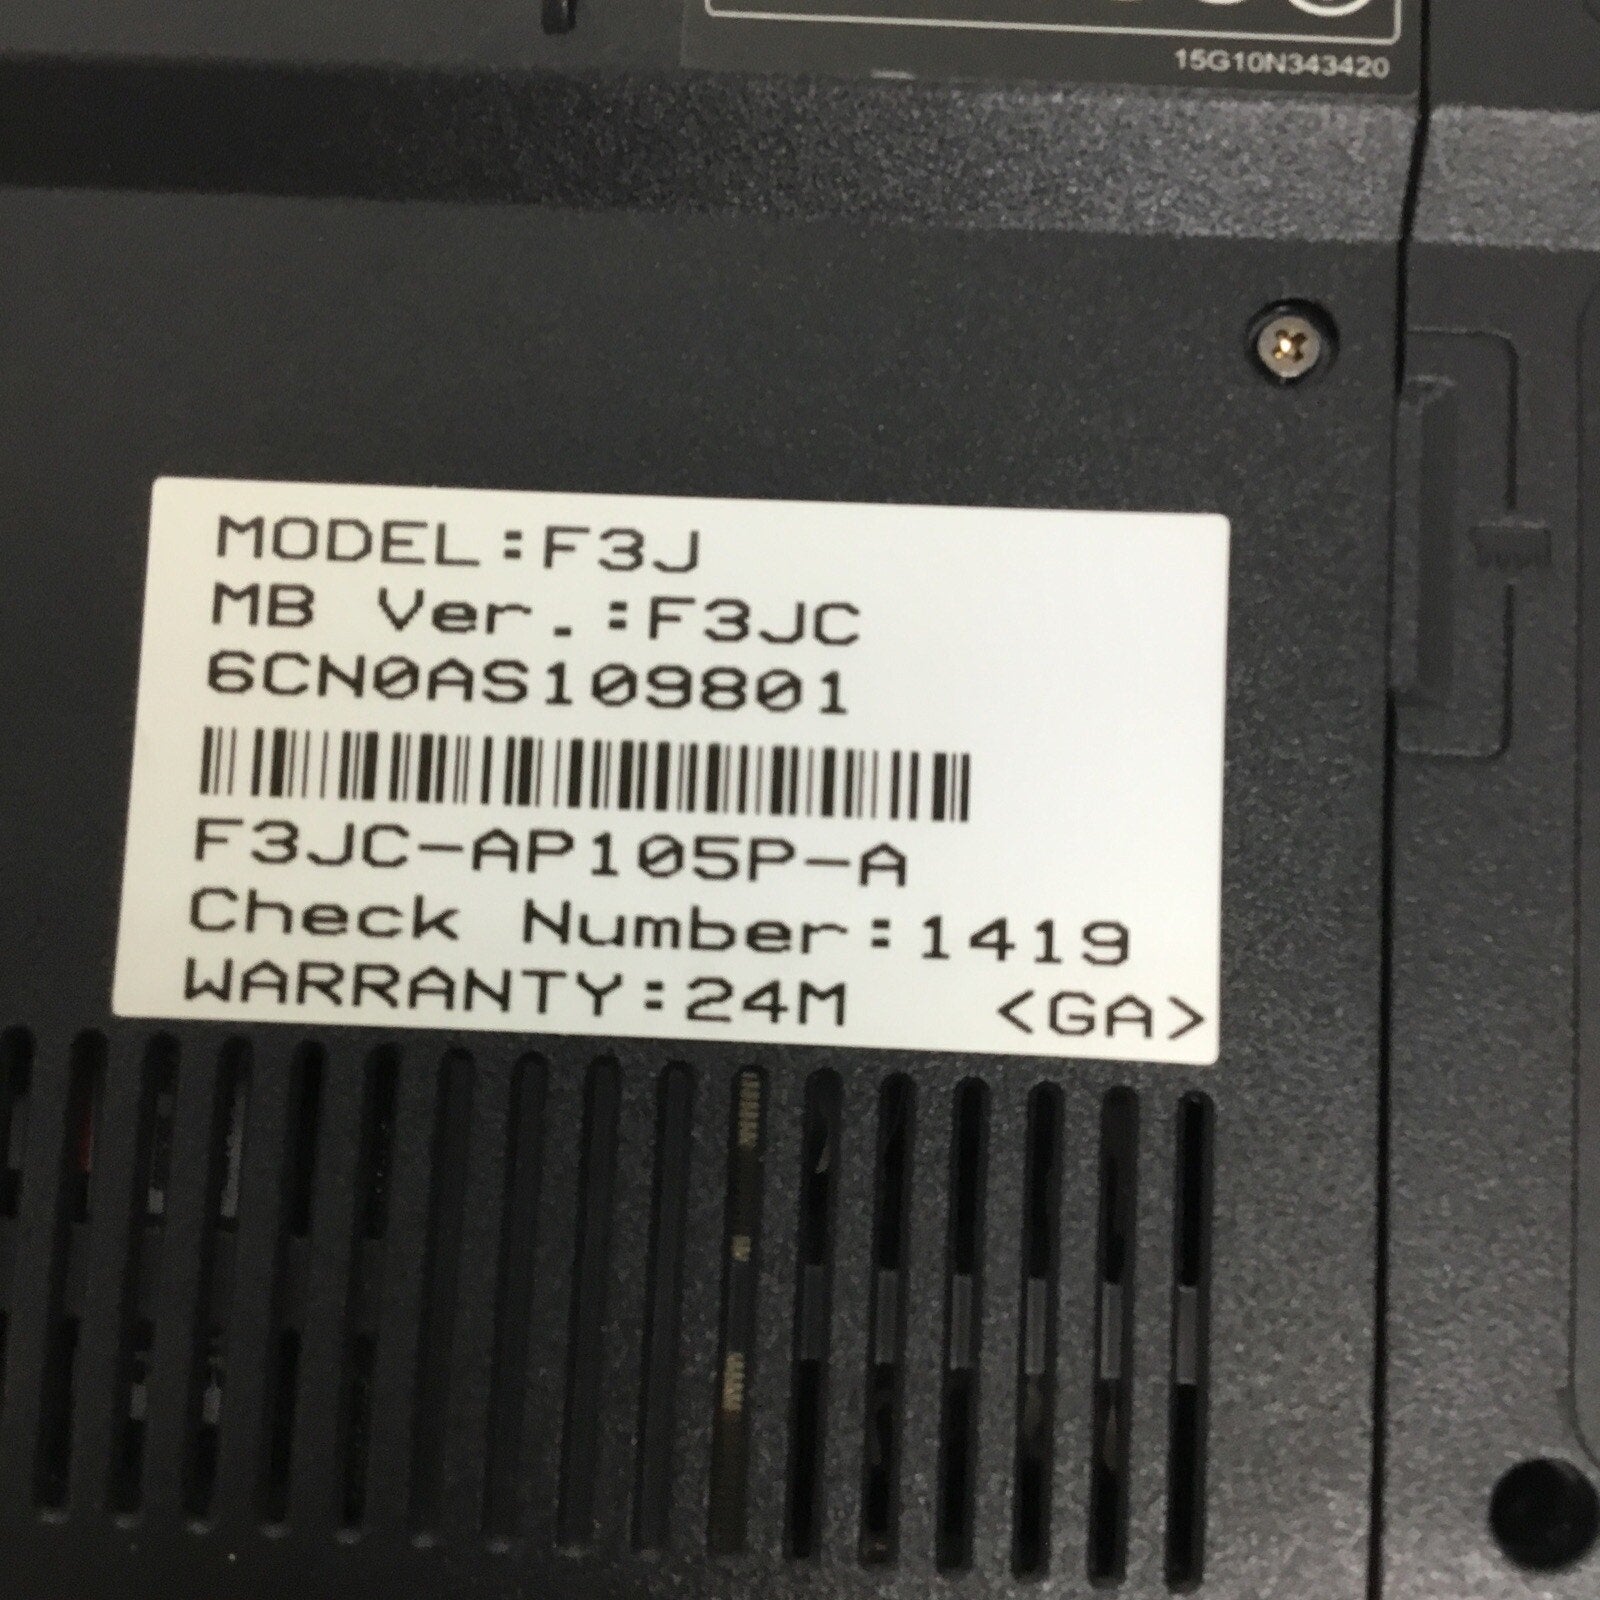 15G10N343420
MODEL:F3J
MB Ver.:F3JC
6CN0AS109801
F3JC-AP105P-A
Check Number:1419
WARRANTY:24M <GA>